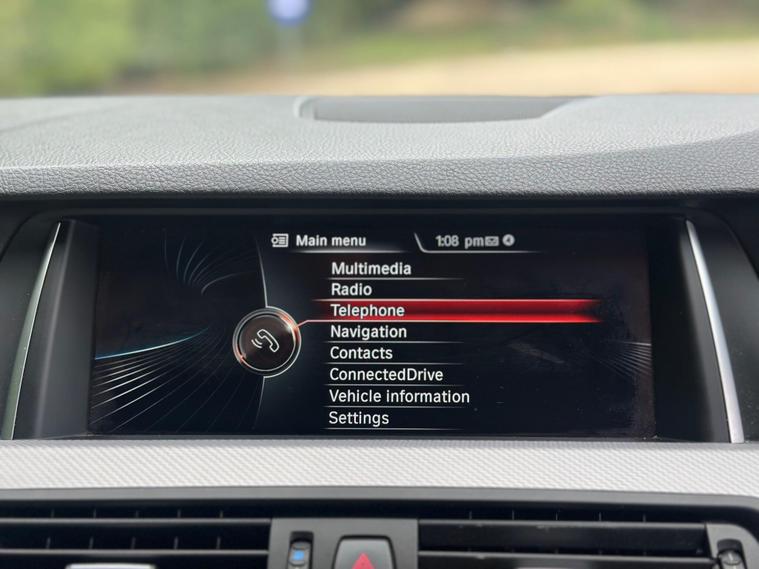 Main menu
1:08 pm
Multimedia
Radio
Telephone
Navigation
Contacts
ConnectedDrive
Vehicle information
Settings